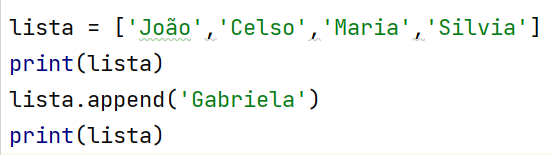 lista = ['João','Celso','Maria','Silvia']
print(lista)
lista.append('Gabriela')
print(lista)